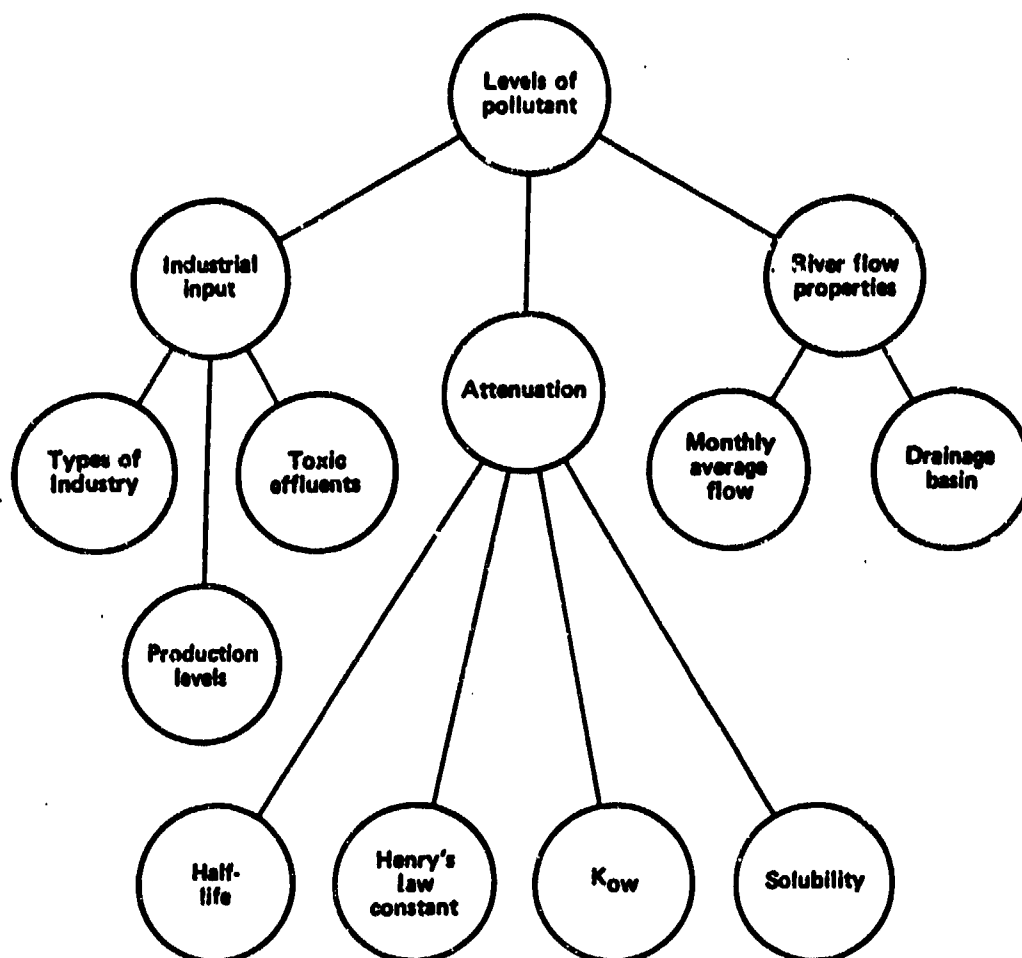 Levels of
pollutant
Industrial
input
River flow
properties
Attenuation
Types of
Industry
Toxic
effluents
Monthly
average
flow
Drainage
basin
Production
levels
Half-
life
Henry's
law
constant
Kow
Solubility